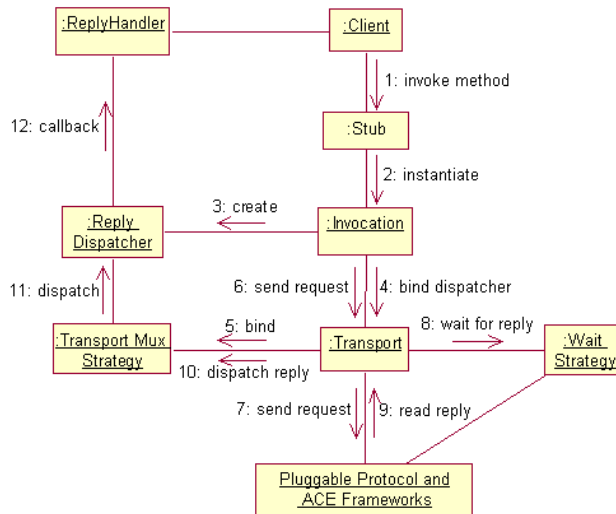 :ReplyHandler
:Client
1: invoke method
12: callback
:Stub
2: instantiate
3: create
:Reply
Dispatcher
:Invocation
11: dispatch
6: send request
4: bind dispatcher
5: bind
8: wait for reply
:Transport Mux
Strategy
:Transport
:Wait
Strategy
10: dispatch reply
7: send request
9: read reply
Pluggable Protocol and
ACE Frameworks